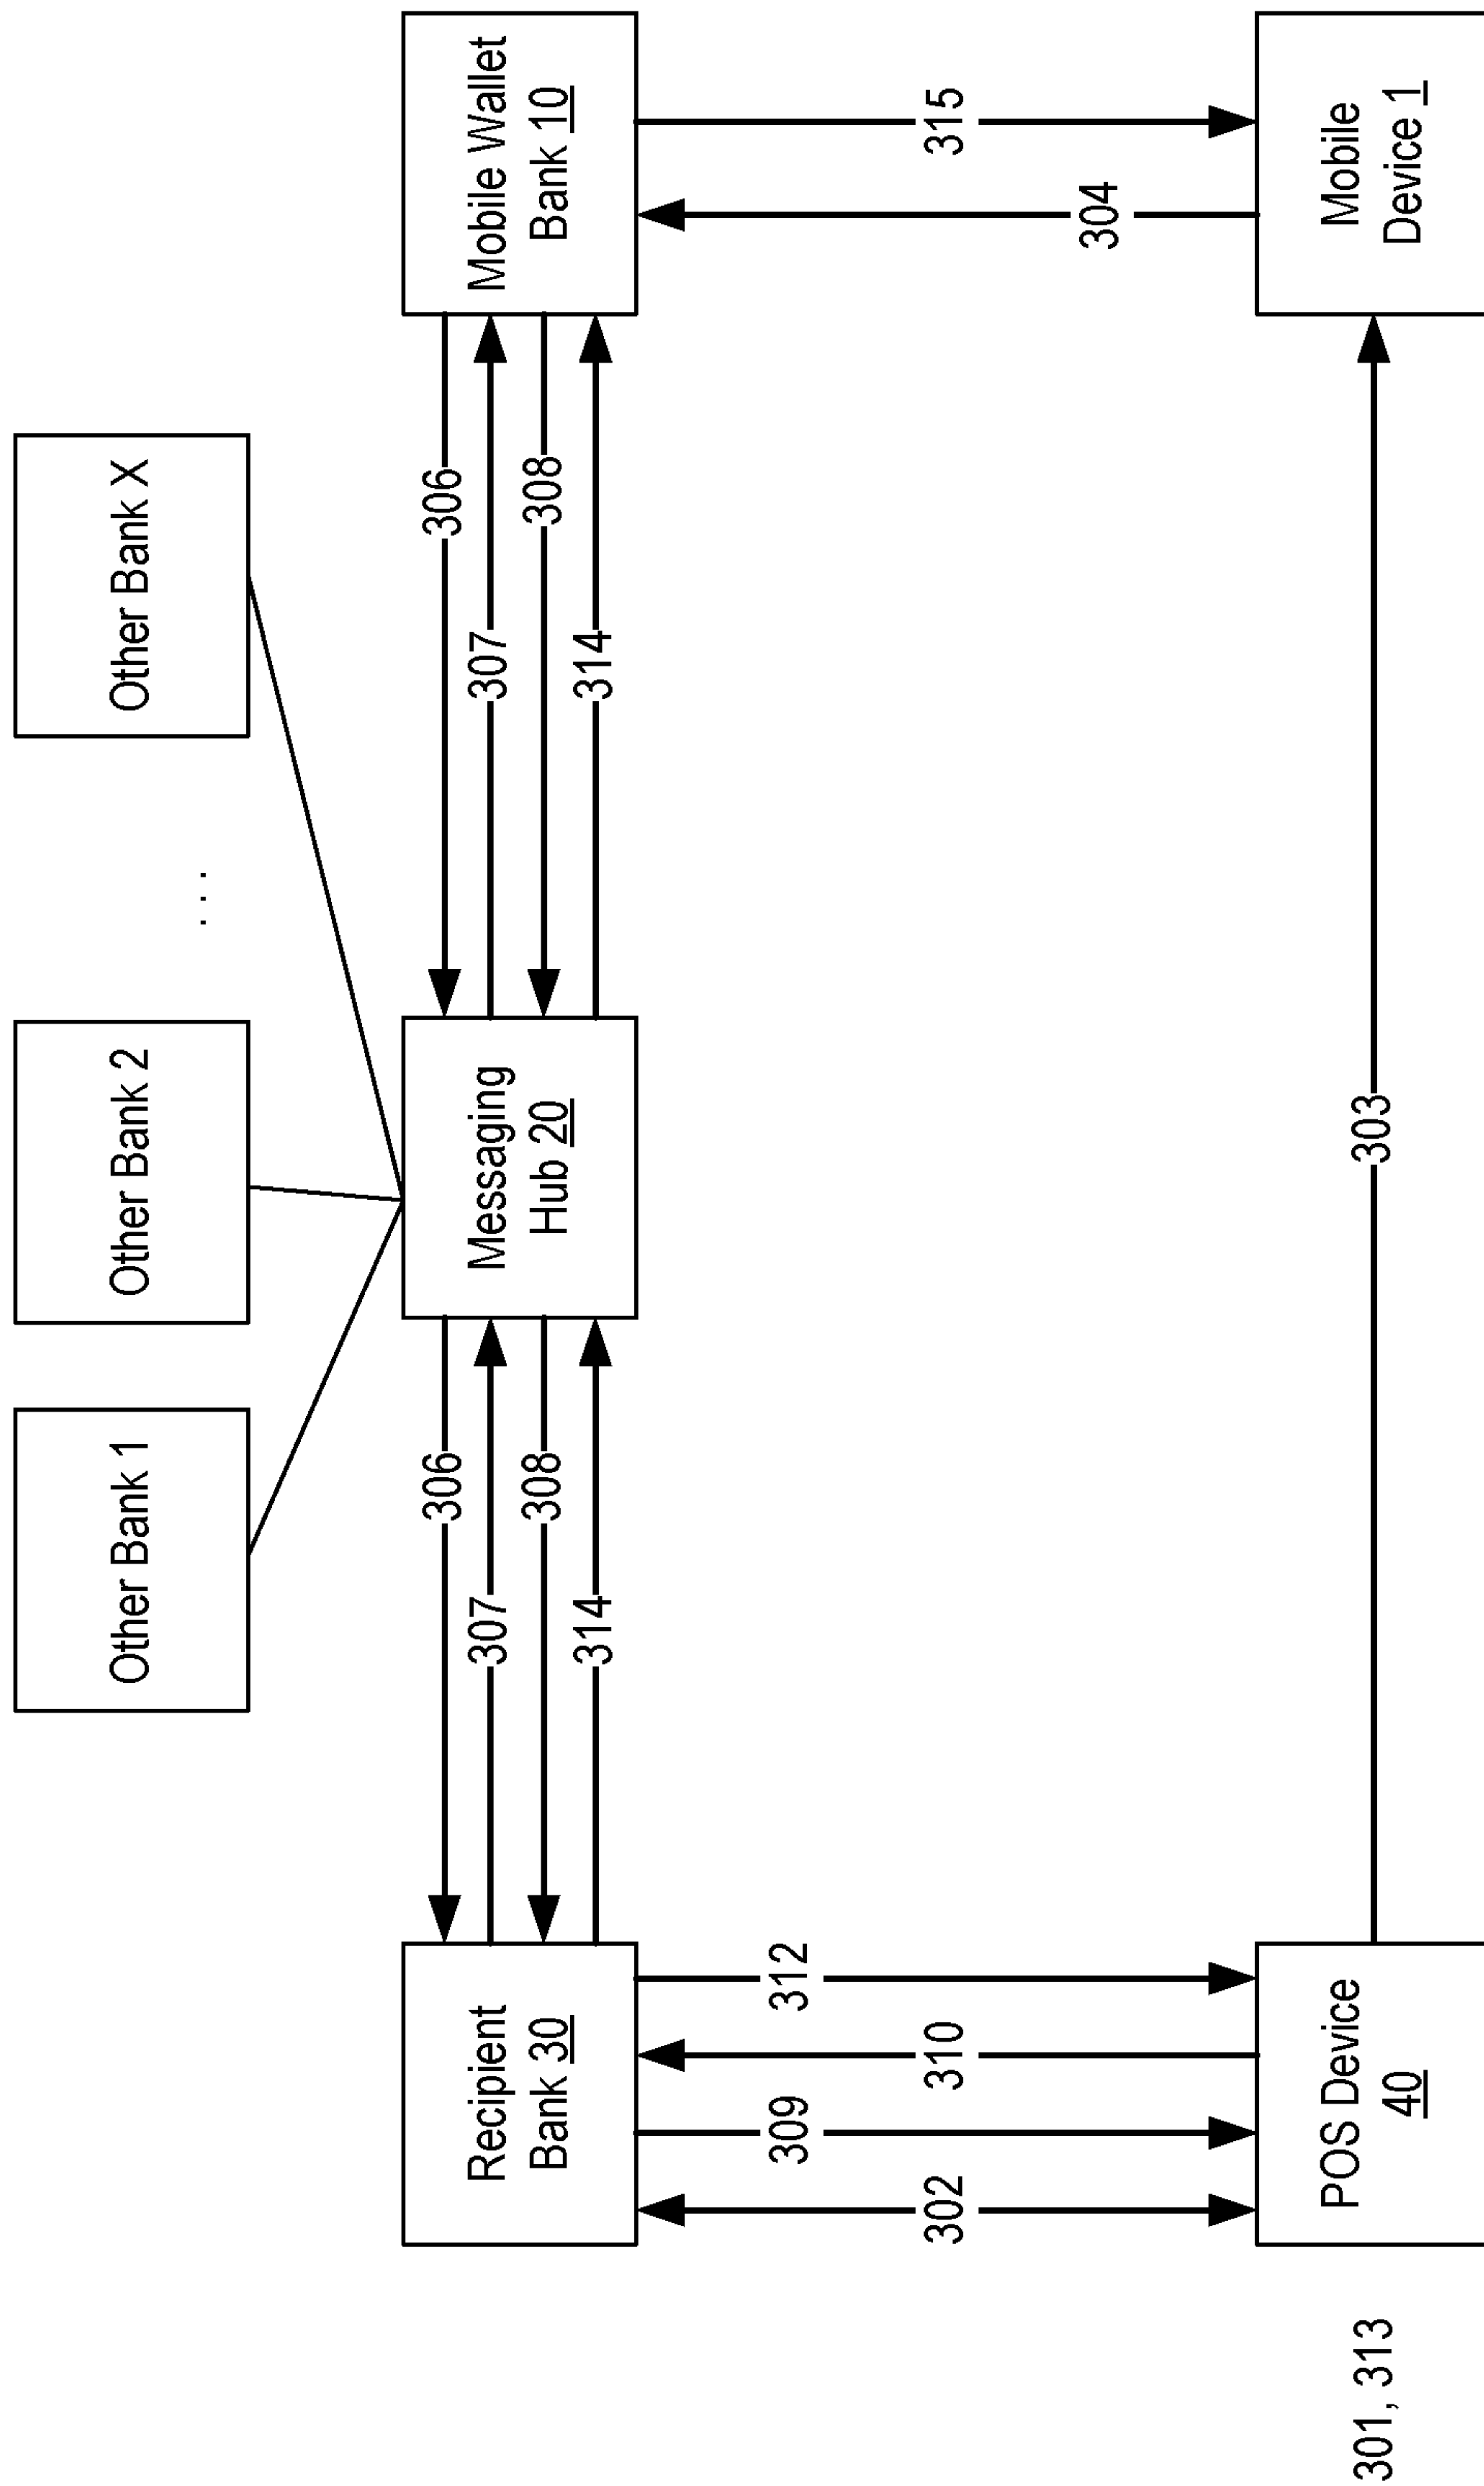 Other Bank 1
Other Bank 2
. . .
Other Bank X
Recipient
Bank 30
306
307
308
314
Messaging
Hub 20
306
307
308
314
Mobile Wallet
Bank 10
302
309
310
312
304
315
301, 313
POS Device
40
303
Mobile
Device 1